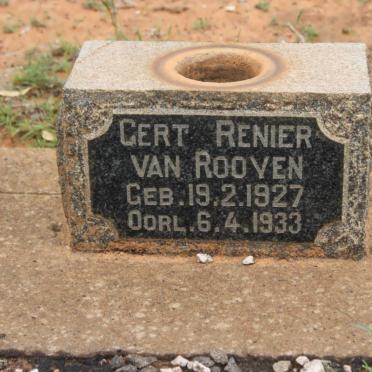 GERT RENIER
VAN ROOYEN
GEB.19.2.1927
OORL.6.4.1933